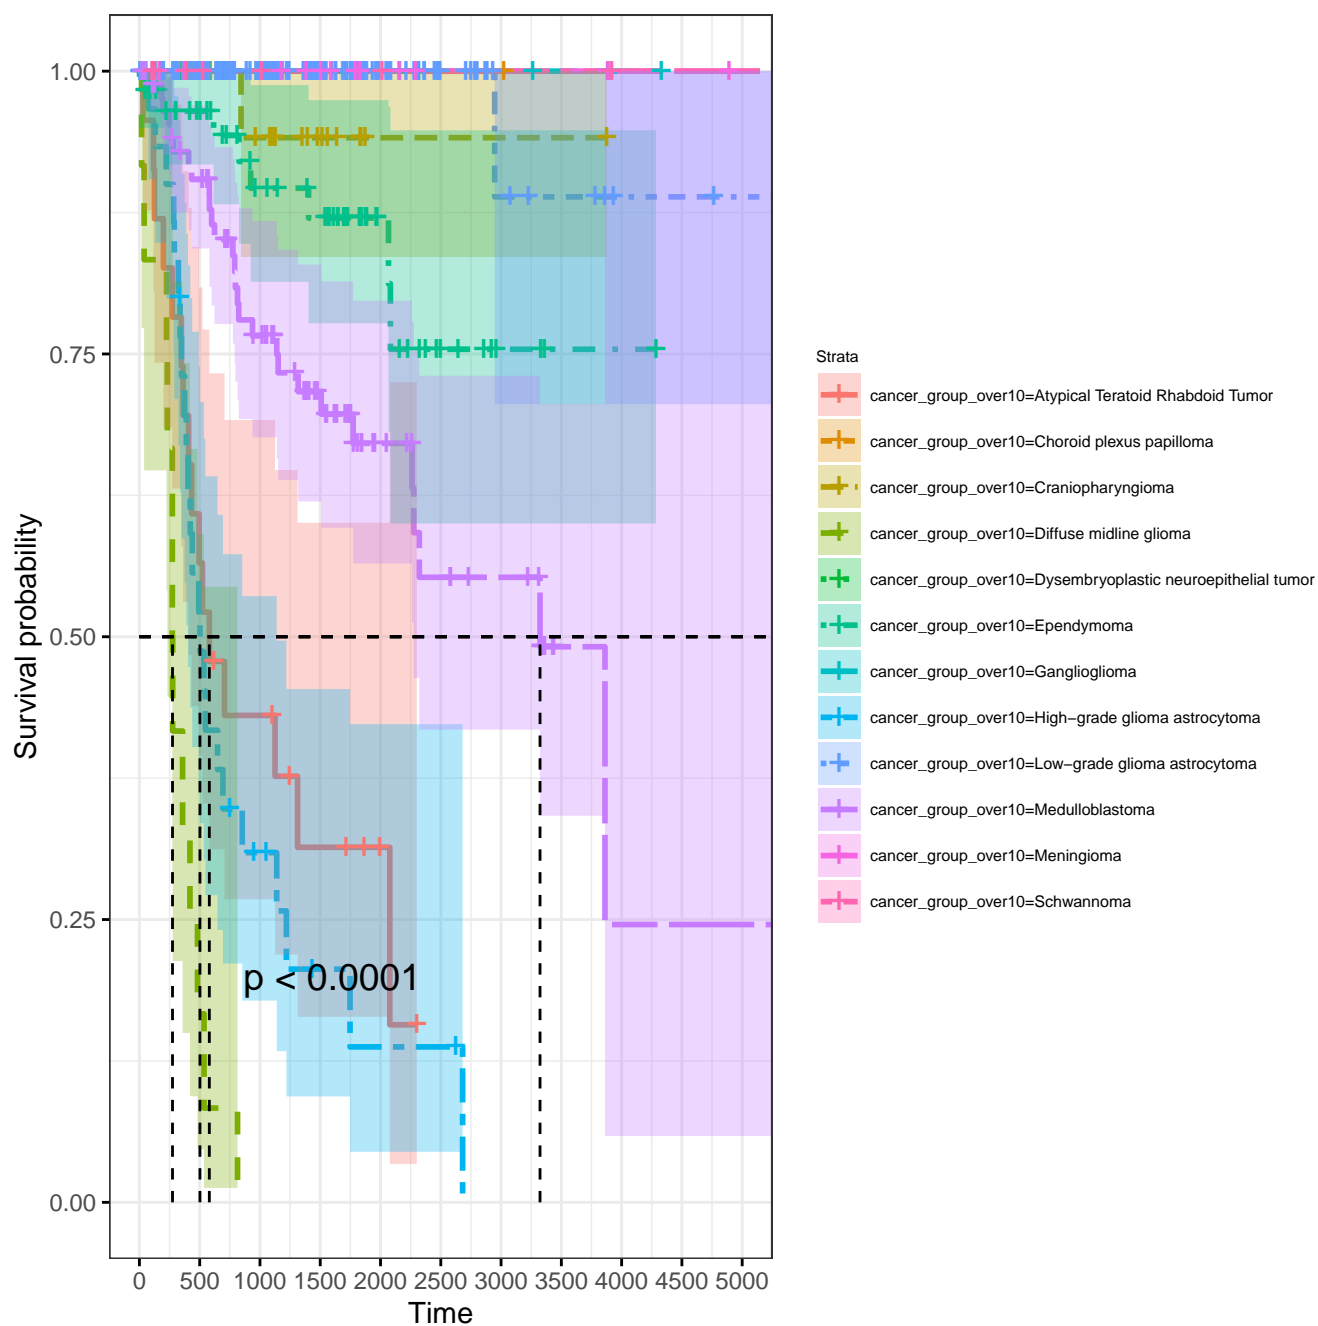 1.00
0.75
0.50
0.25
0.00
Survival probability
p < 0.0001
0 500 1000 1500 2000 2500 3000 3500 4000 4500 5000
Time
Strata
cancer_group_over10=Atypical Teratoid Rhabdoid Tumor
cancer_group_over10=Choroid plexus papilloma
cancer_group_over10=Craniopharyngioma
cancer_group_over10=Diffuse midline glioma
cancer_group_over10=Dysembryoplastic neuroepithelial tumor
cancer_group_over10=Ependymoma
cancer_group_over10=Ganglioglioma
cancer_group_over10=High−grade glioma astrocytoma
cancer_group_over10=Low−grade glioma astrocytoma
cancer_group_over10=Medulloblastoma
cancer_group_over10=Meningioma
cancer_group_over10=Schwannoma